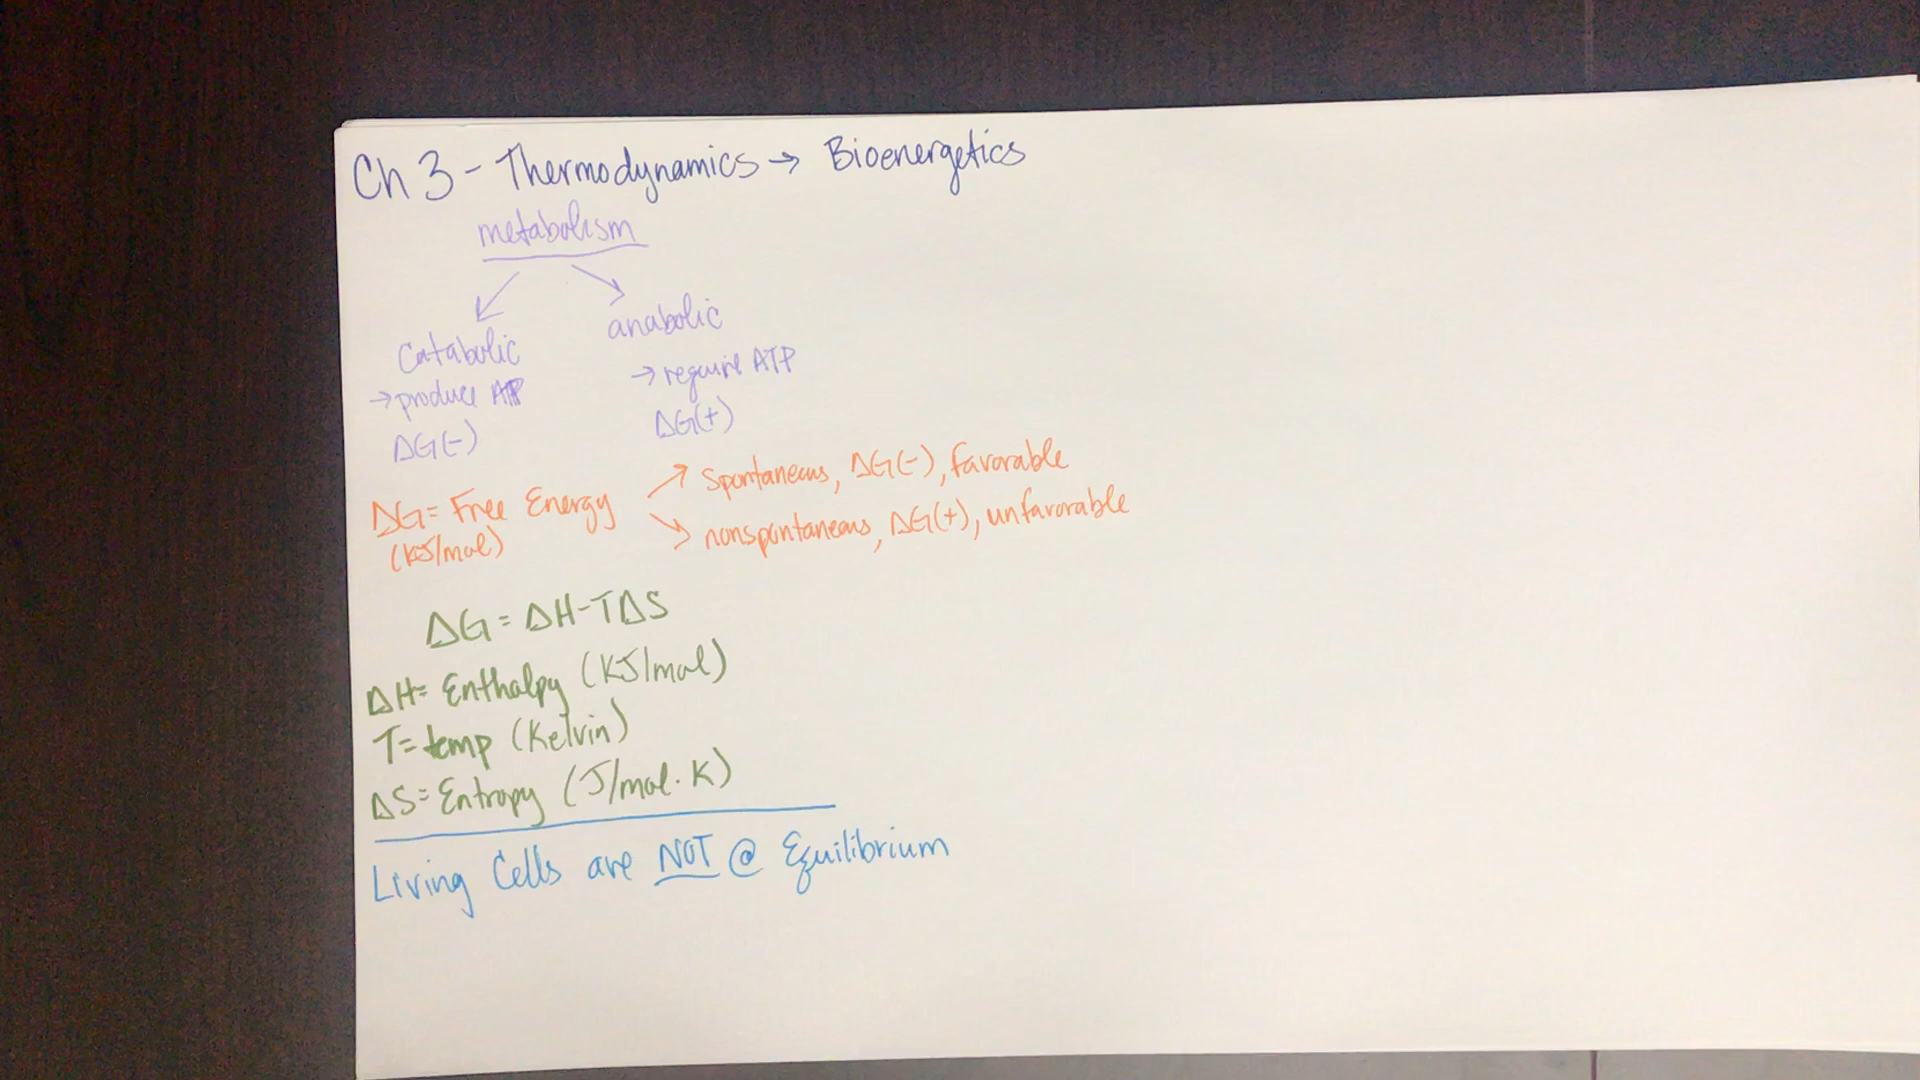 Ch 3 - Thermodynamics → Bioenergetics
metabolism
Catabolic
→ produce ATP
ΔG(-)
anabolic
→ require ATP
ΔG(+)
ΔG = Free Energy
(KJ/mol)
↗ Spontaneous, ΔG(-), favorable
↘ nonspontaneous, ΔG(+), unfavorable
ΔG = ΔH-TΔS
ΔH= Enthalpy (KJ/mol)
T= temp (Kelvin)
ΔS= Entropy (J/mol·K)
Living Cells are NOT @ Equilibrium